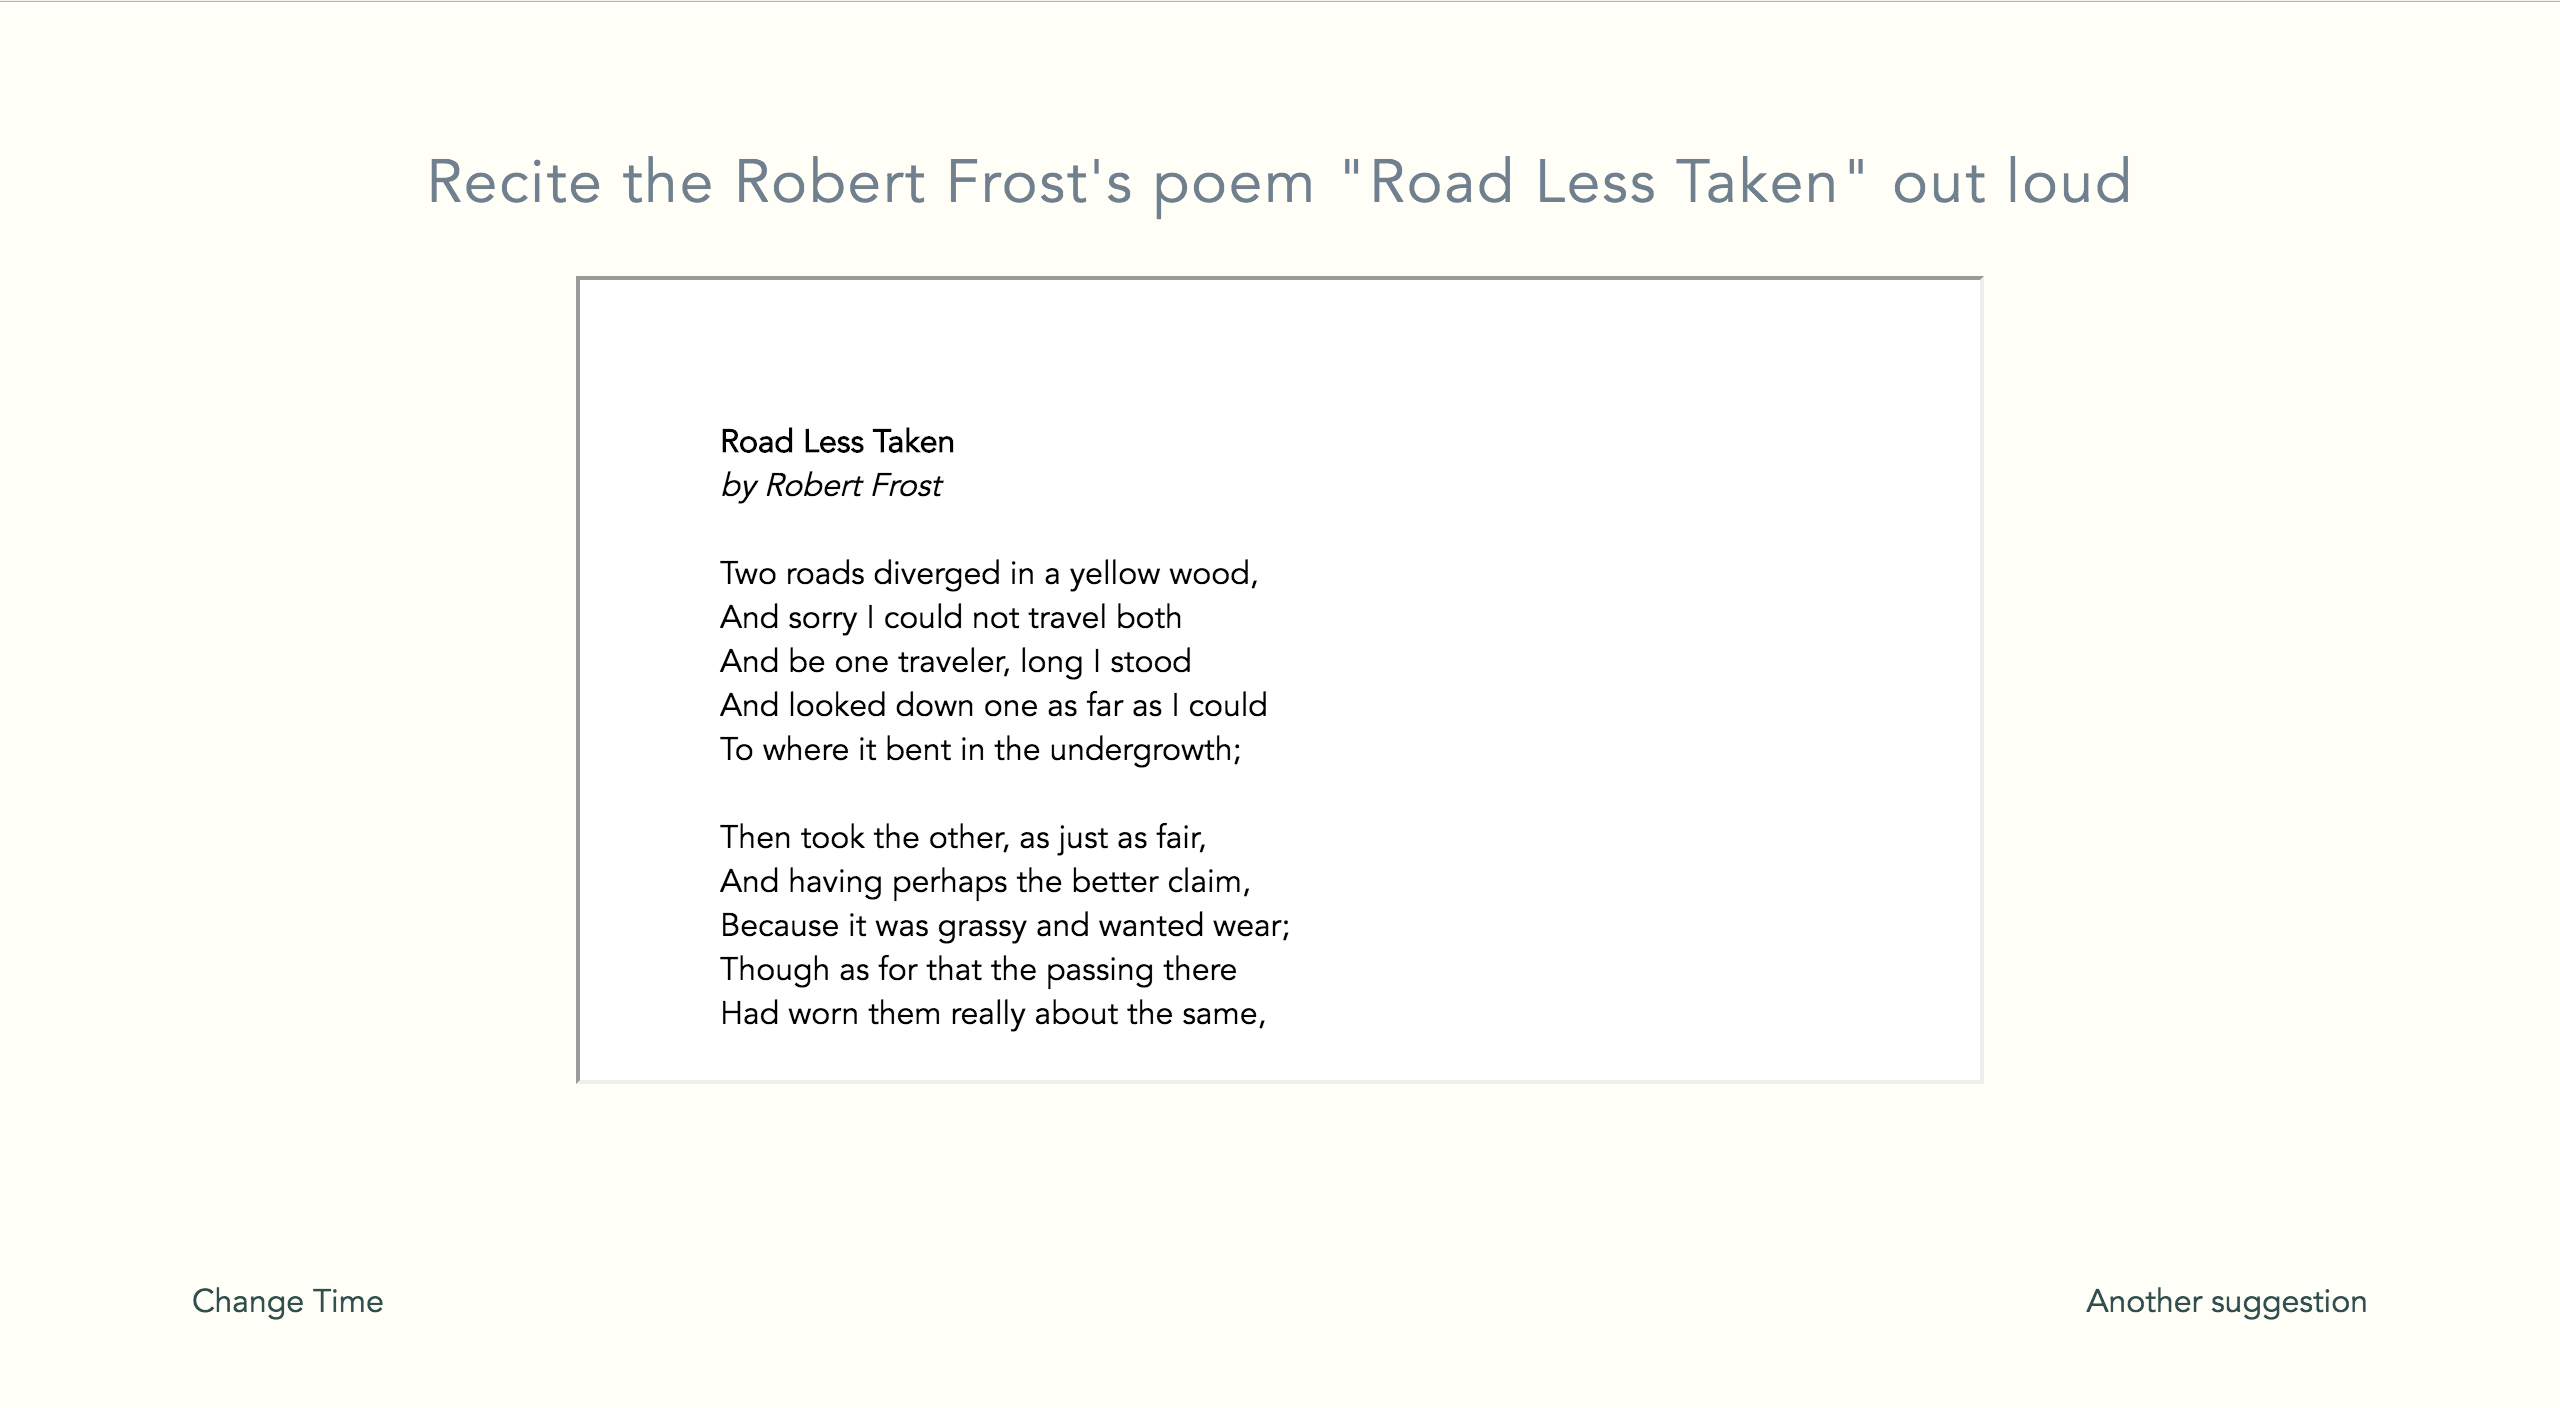 Recite the Robert Frost's poem "Road Less Taken" out loud
Road Less Taken
by Robert Frost
Two roads diverged in a yellow wood,
And sorry I could not travel both
And be one traveler, long I stood
And looked down one as far as I could
To where it bent in the undergrowth;
Then took the other, as just as fair,
And having perhaps the better claim,
Because it was grassy and wanted wear;
Though as for that the passing there
Had worn them really about the same,
Change Time
Another suggestion